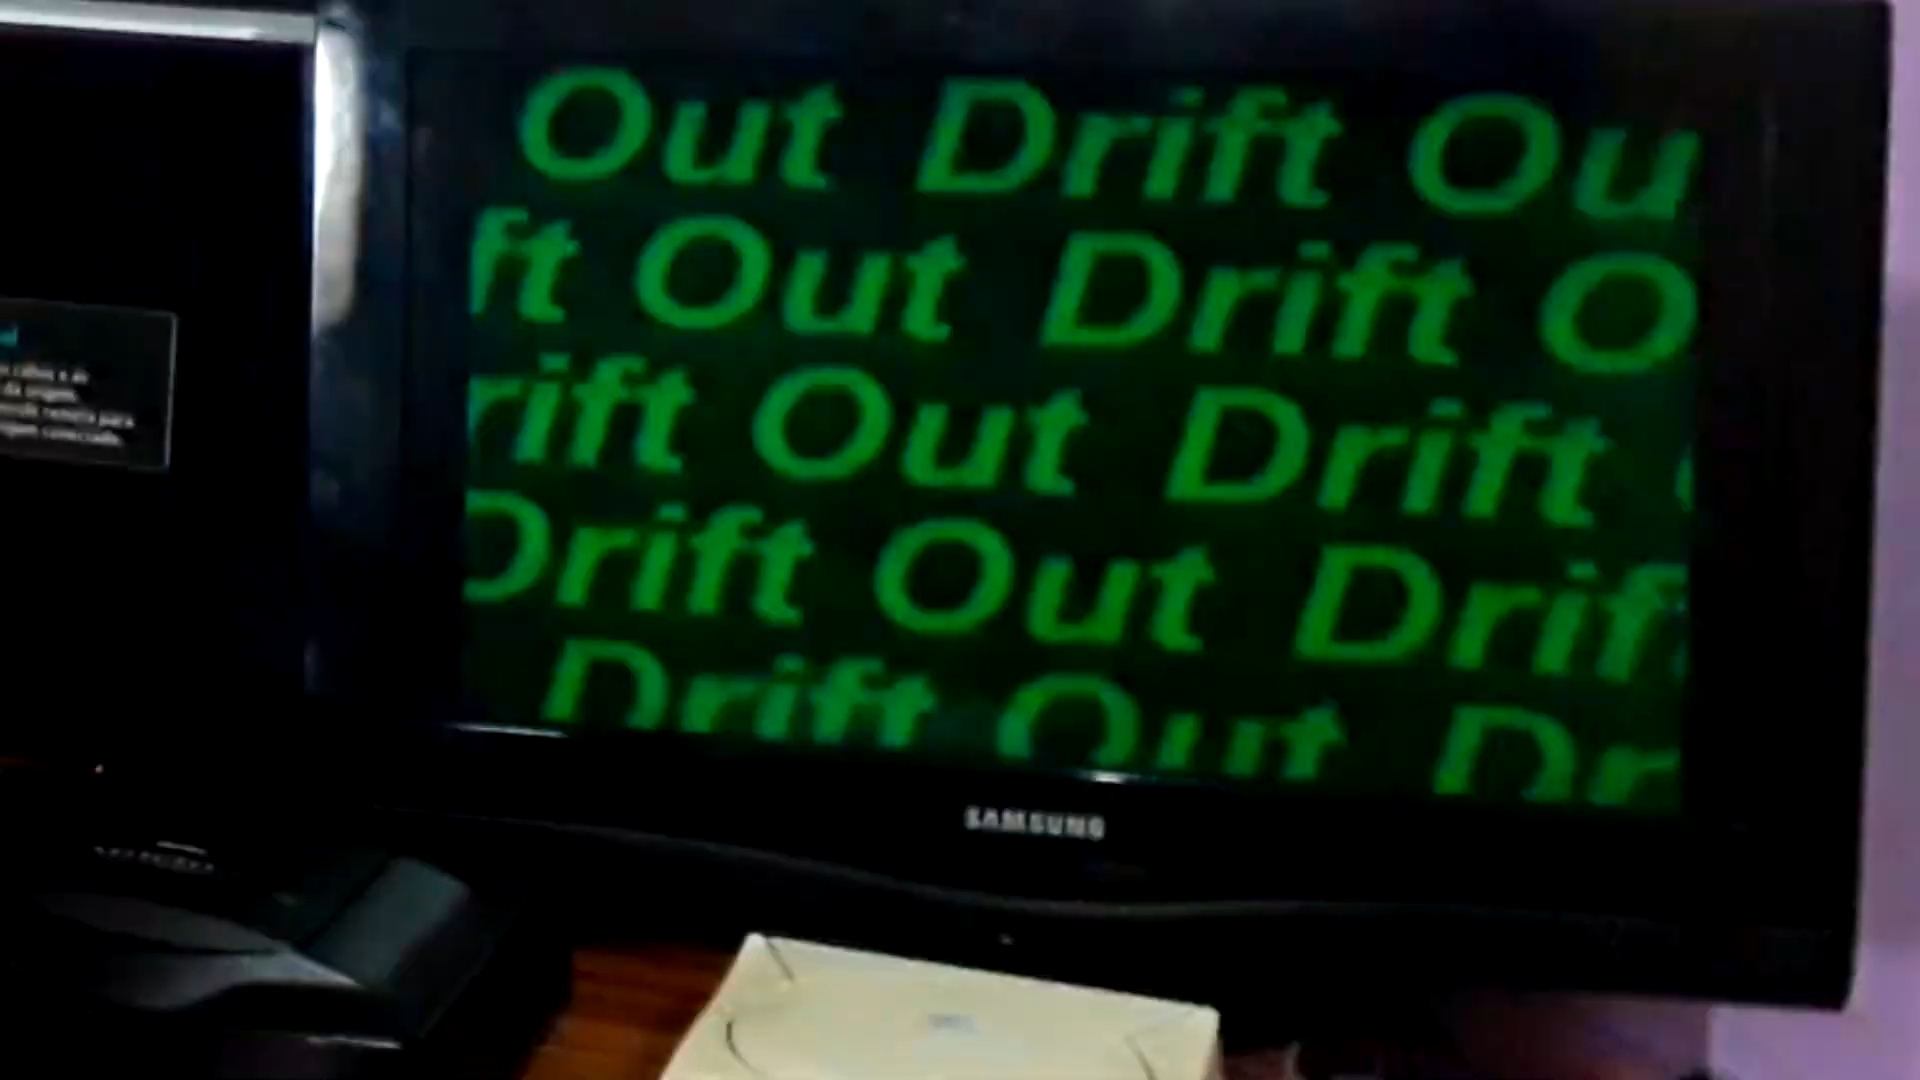 Out Drift Ou
ft Out Drift O
rift Out Drift
Drift Out Drif
Drift Out Dr
SAMSUNG